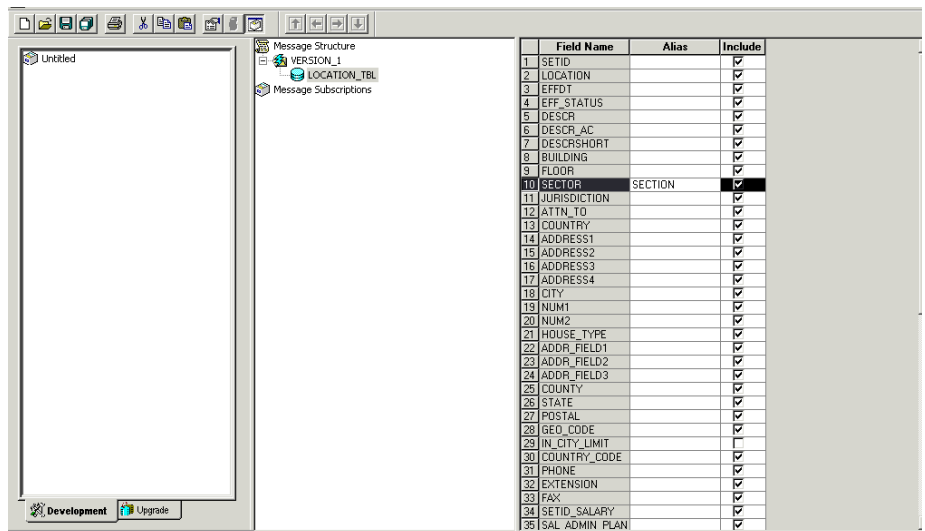 Untitled
Development
Upgrade
Message Structure
VERSION_1
LOCATION_TBL
Message Subscriptions
Field Name Alias Include
1 SETID
2 LOCATION
3 EFFDT
4 EFF_STATUS
5 DESCR
6 DESCR_AC
7 DESCRSHORT
8 BUILDING
9 FLOOR
10 SECTOR SECTION
11 JURISDICTION
12 ATTN_TO
13 COUNTRY
14 ADDRESS1
15 ADDRESS2
16 ADDRESS3
17 ADDRESS4
18 CITY
19 NUM1
20 NUM2
21 HOUSE_TYPE
22 ADDR_FIELD1
23 ADDR_FIELD2
24 ADDR_FIELD3
25 COUNTY
26 STATE
27 POSTAL
28 GEO_CODE
29 IN_CITY_LIMIT
30 COUNTRY_CODE
31 PHONE
32 EXTENSION
33 FAX
34 SETID_SALARY
35 SAL_ADMIN_PLAN